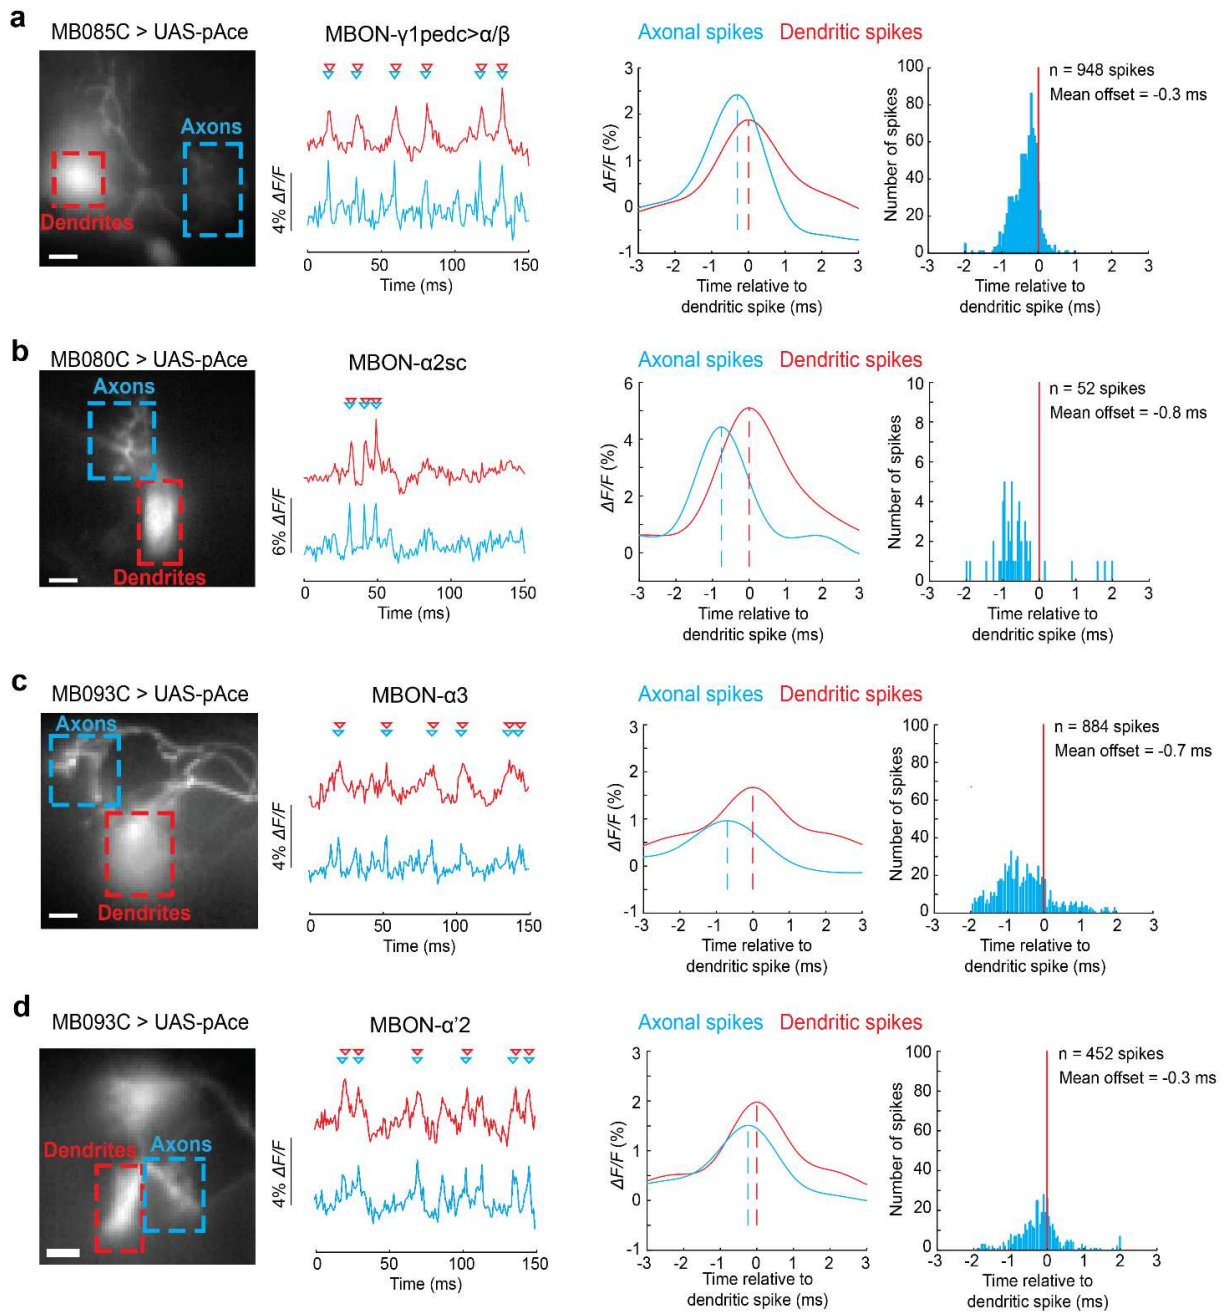 a
MB085C > UAS-pAce
Axons
Dendrites
MBON-γ1pedc>α/β
4% ΔF/F
0 50 100 150
Time (ms)
Axonal spikes Dendritic spikes
ΔF/F (%)
3
2
1
0
-1
-3 -2 -1 0 1 2 3
Time relative to
dendritic spike (ms)
Number of spikes
100
80
60
40
20
0
-3 -2 -1 0 1 2 3
Time relative to
dendritic spike (ms)
n = 948 spikes
Mean offset = -0.3 ms
b
MB080C > UAS-pAce
Axons
Dendrites
MBON-α2sc
6% ΔF/F
0 50 100 150
Time (ms)
Axonal spikes Dendritic spikes
ΔF/F (%)
6
4
2
0
-3 -2 -1 0 1 2 3
Time relative to
dendritic spike (ms)
Number of spikes
10
8
6
4
2
0
-3 -2 -1 0 1 2 3
Time relative to
dendritic spike (ms)
n = 52 spikes
Mean offset = -0.8 ms
c
MB093C > UAS-pAce
Axons
Dendrites
MBON-α3
4% ΔF/F
0 50 100 150
Time (ms)
Axonal spikes Dendritic spikes
ΔF/F (%)
3
2
1
0
-1
-3 -2 -1 0 1 2 3
Time relative to
dendritic spike (ms)
Number of spikes
100
80
60
40
20
0
-3 -2 -1 0 1 2 3
Time relative to
dendritic spike (ms)
n = 884 spikes
Mean offset = -0.7 ms
d
MB093C > UAS-pAce
Dendrites
Axons
MBON-α'2
4% ΔF/F
0 50 100 150
Time (ms)
Axonal spikes Dendritic spikes
ΔF/F (%)
3
2
1
0
-1
-3 -2 -1 0 1 2 3
Time relative to
dendritic spike (ms)
Number of spikes
100
80
60
40
20
0
-3 -2 -1 0 1 2 3
Time relative to
dendritic spike (ms)
n = 452 spikes
Mean offset = -0.3 ms